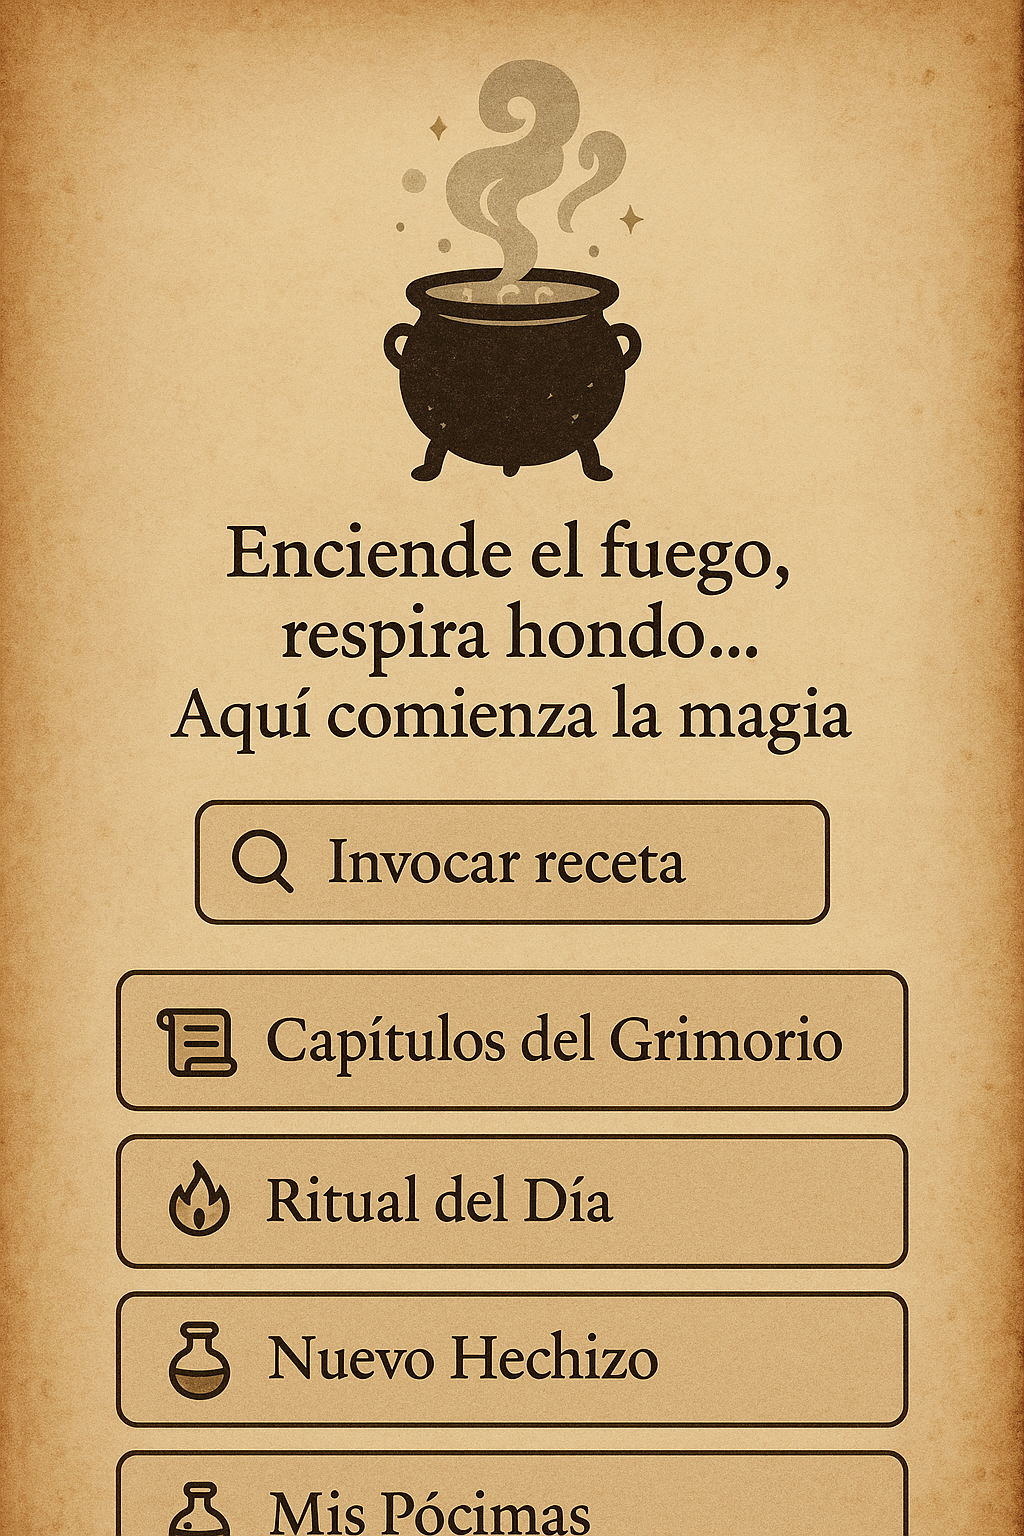 Enciende el fuego,
respira hondo...
Aquí comienza la magia
Invocar receta
Capítulos del Grimorio
Ritual del Día
Nuevo Hechizo
Mis Pócimas